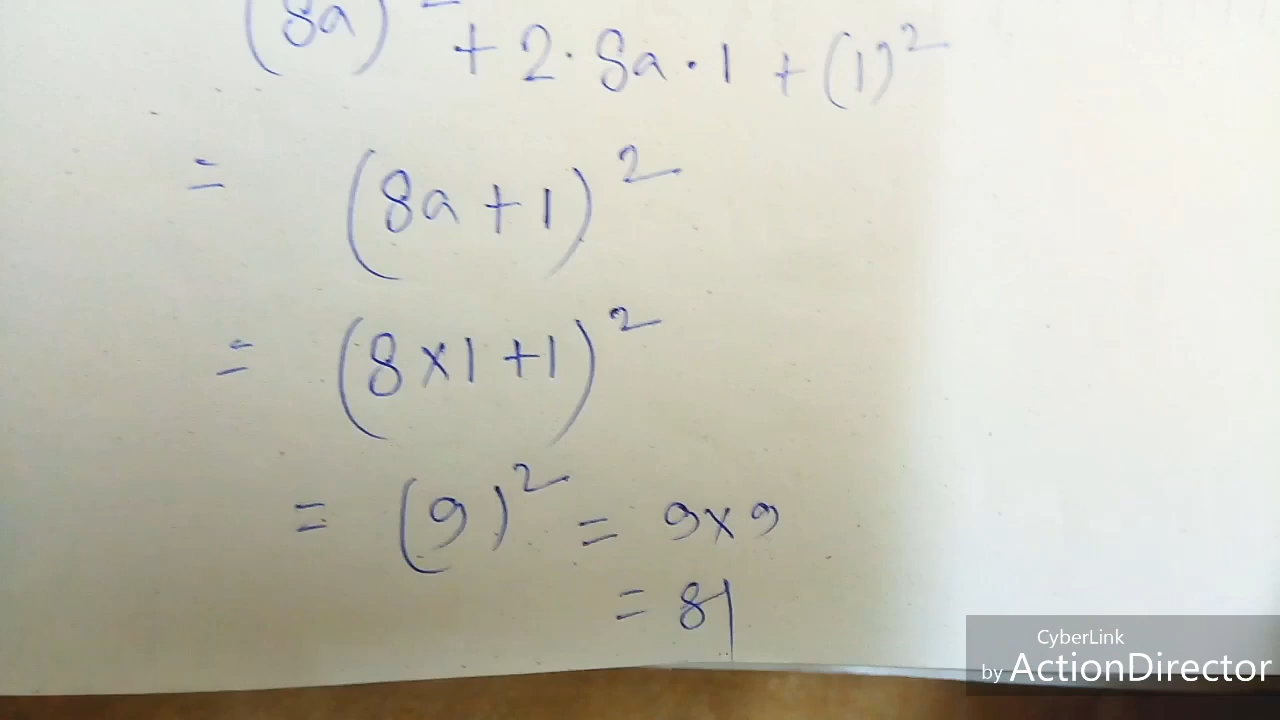 (8a)² + 2·8a·1 + (1)²
= (8a+1)²
= (8×1+1)²
= (9)² = 9×9
= 81
CyberLink
by ActionDirector